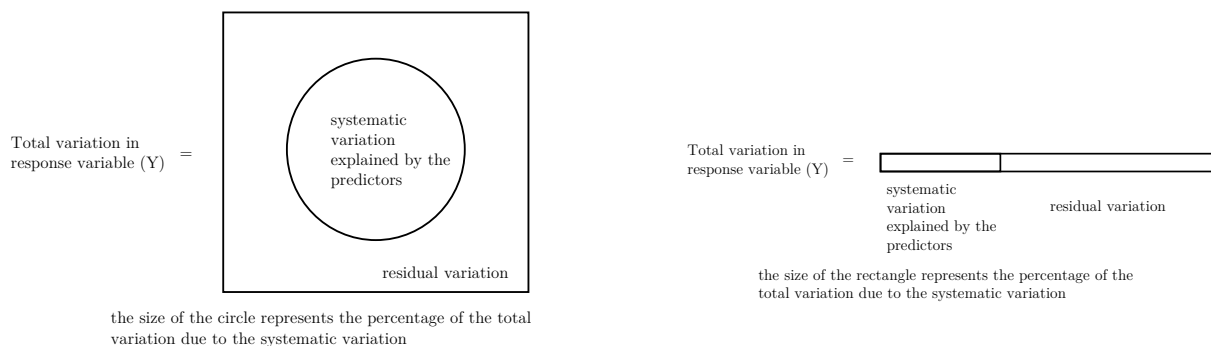 Total variation in
response variable (Y)
=
systematic
variation
explained by the
predictors
residual variation
the size of the circle represents the percentage of the total
variation due to the systematic variation
Total variation in
response variable (Y)
=
systematic
variation
explained by the
predictors
residual variation
the size of the rectangle represents the percentage of the
total variation due to the systematic variation